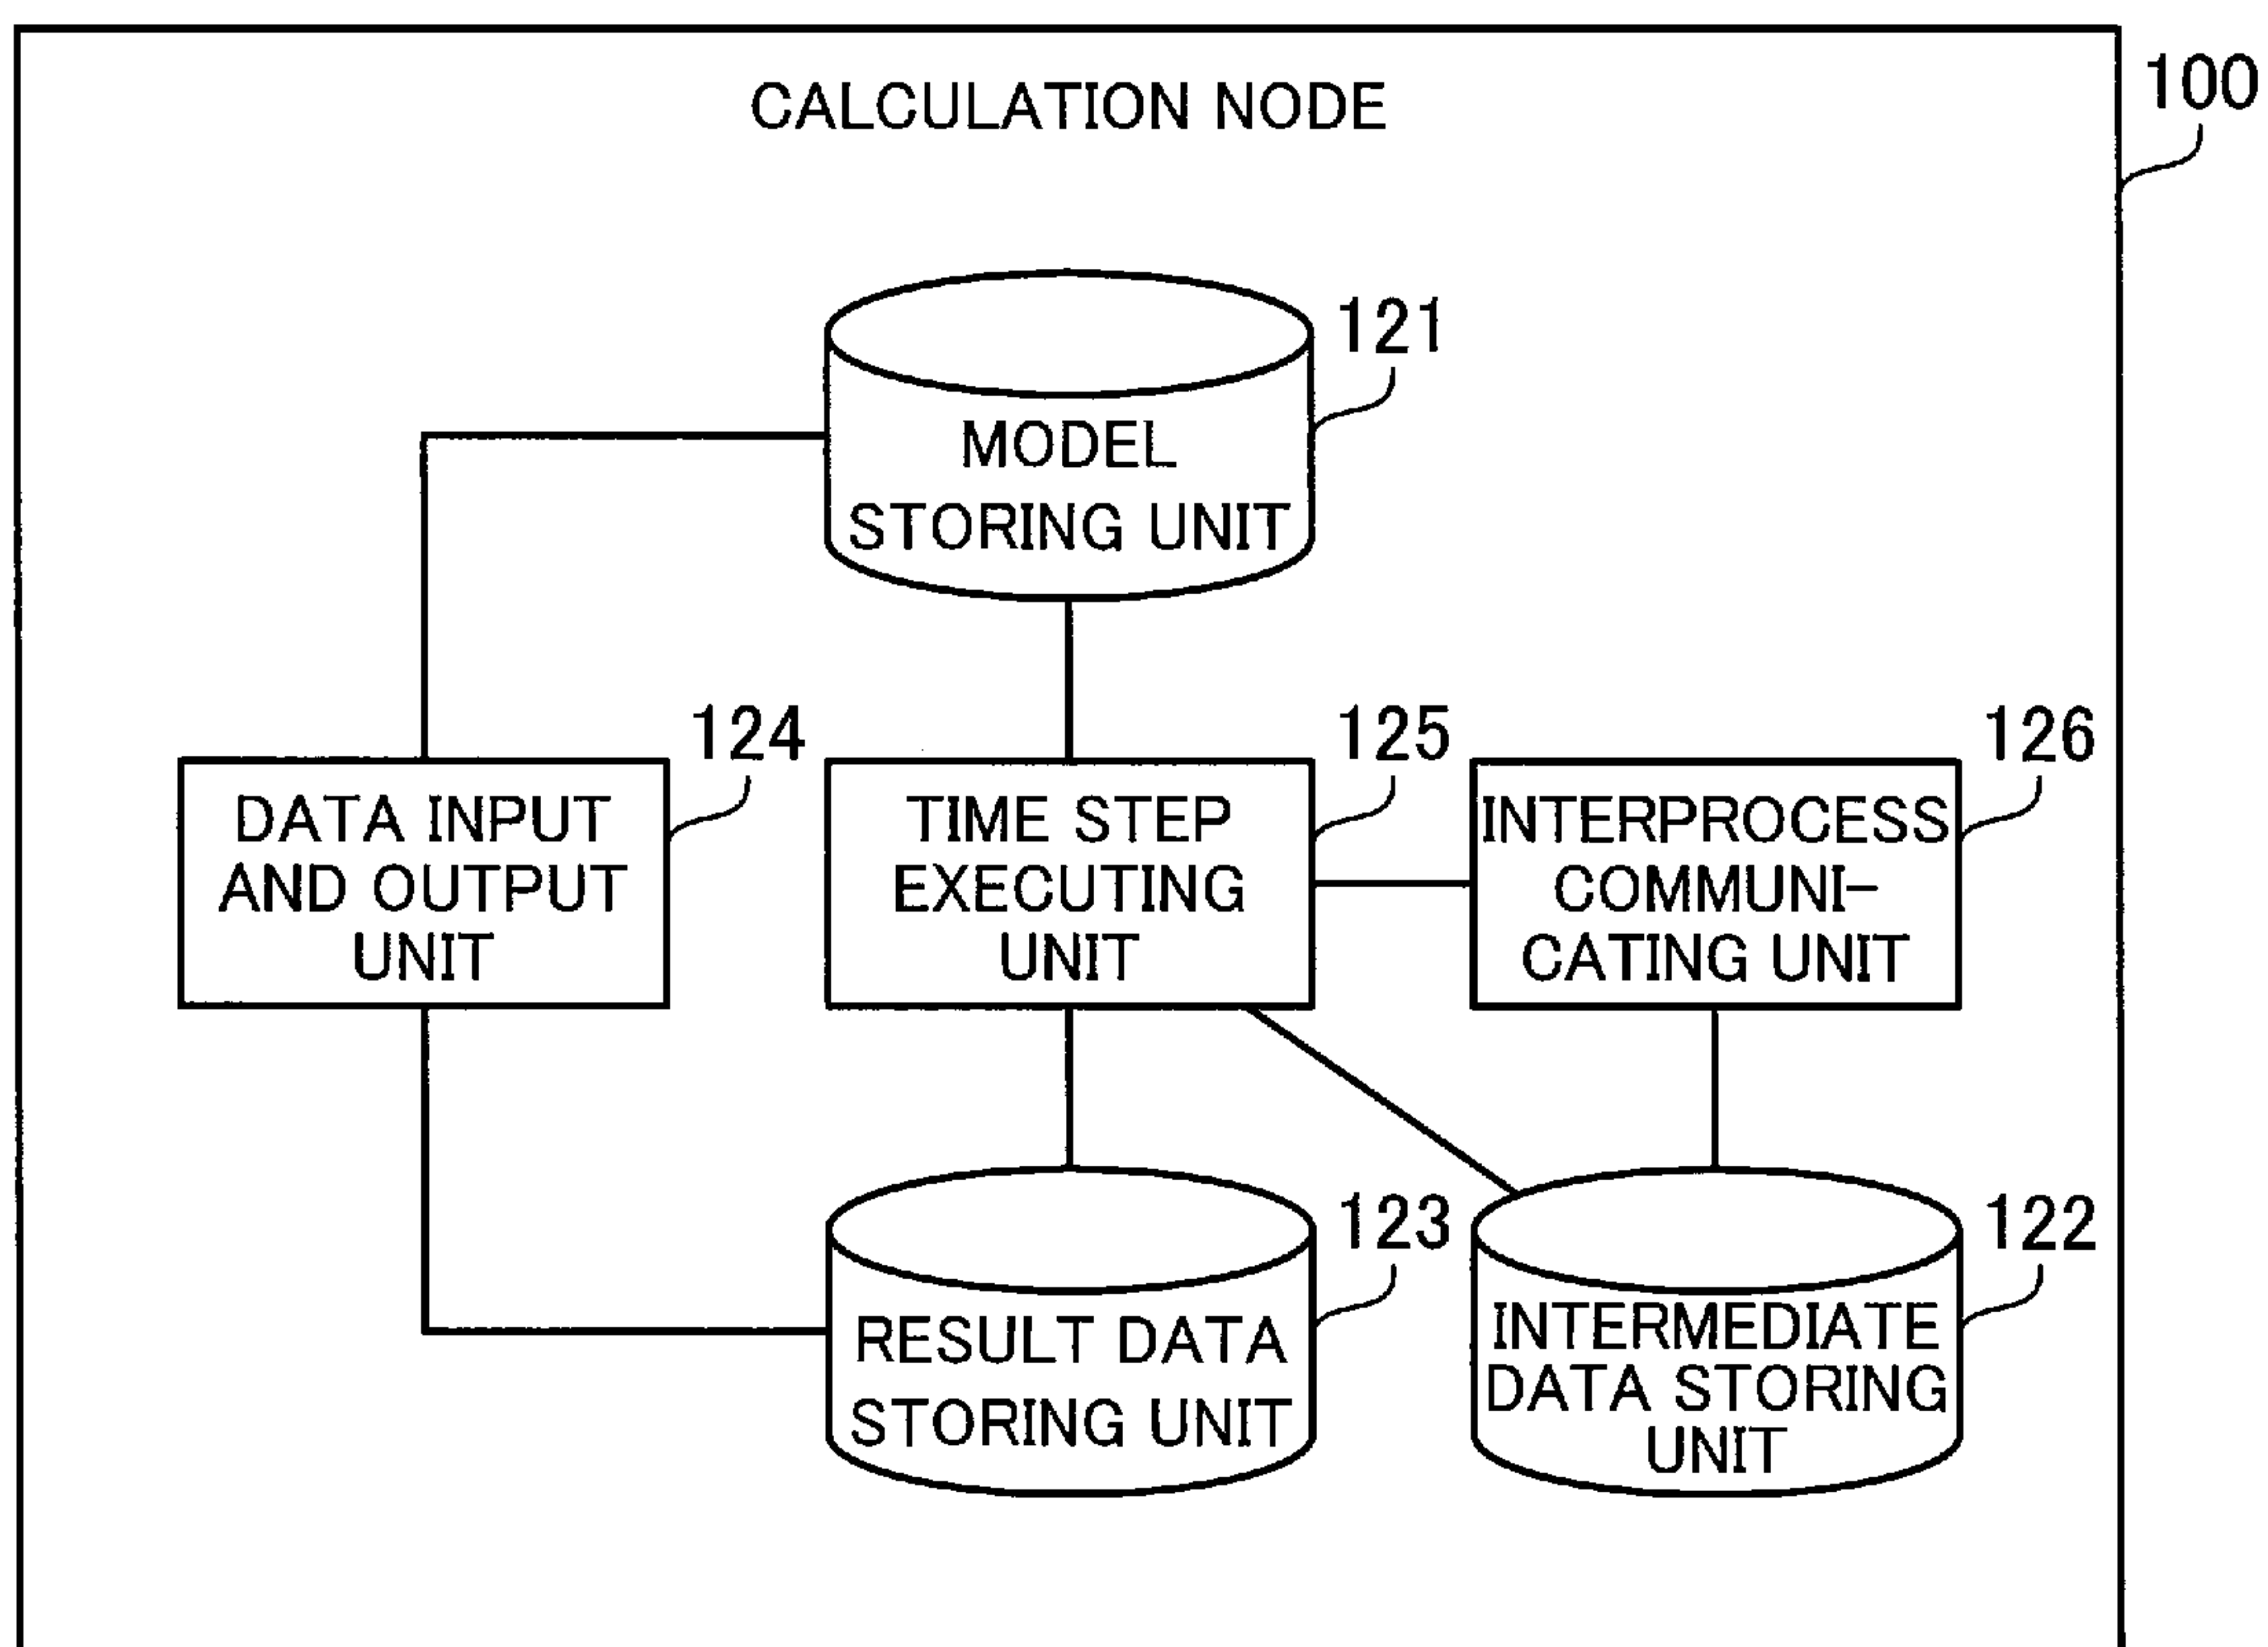 CALCULATION NODE
100
121
MODEL
STORING UNIT
124
DATA INPUT
AND OUTPUT
UNIT
125
TIME STEP
EXECUTING
UNIT
126
INTERPROCESS
COMMUNI-
CATING UNIT
123
RESULT DATA
STORING UNIT
122
INTERMEDIATE
DATA STORING
UNIT